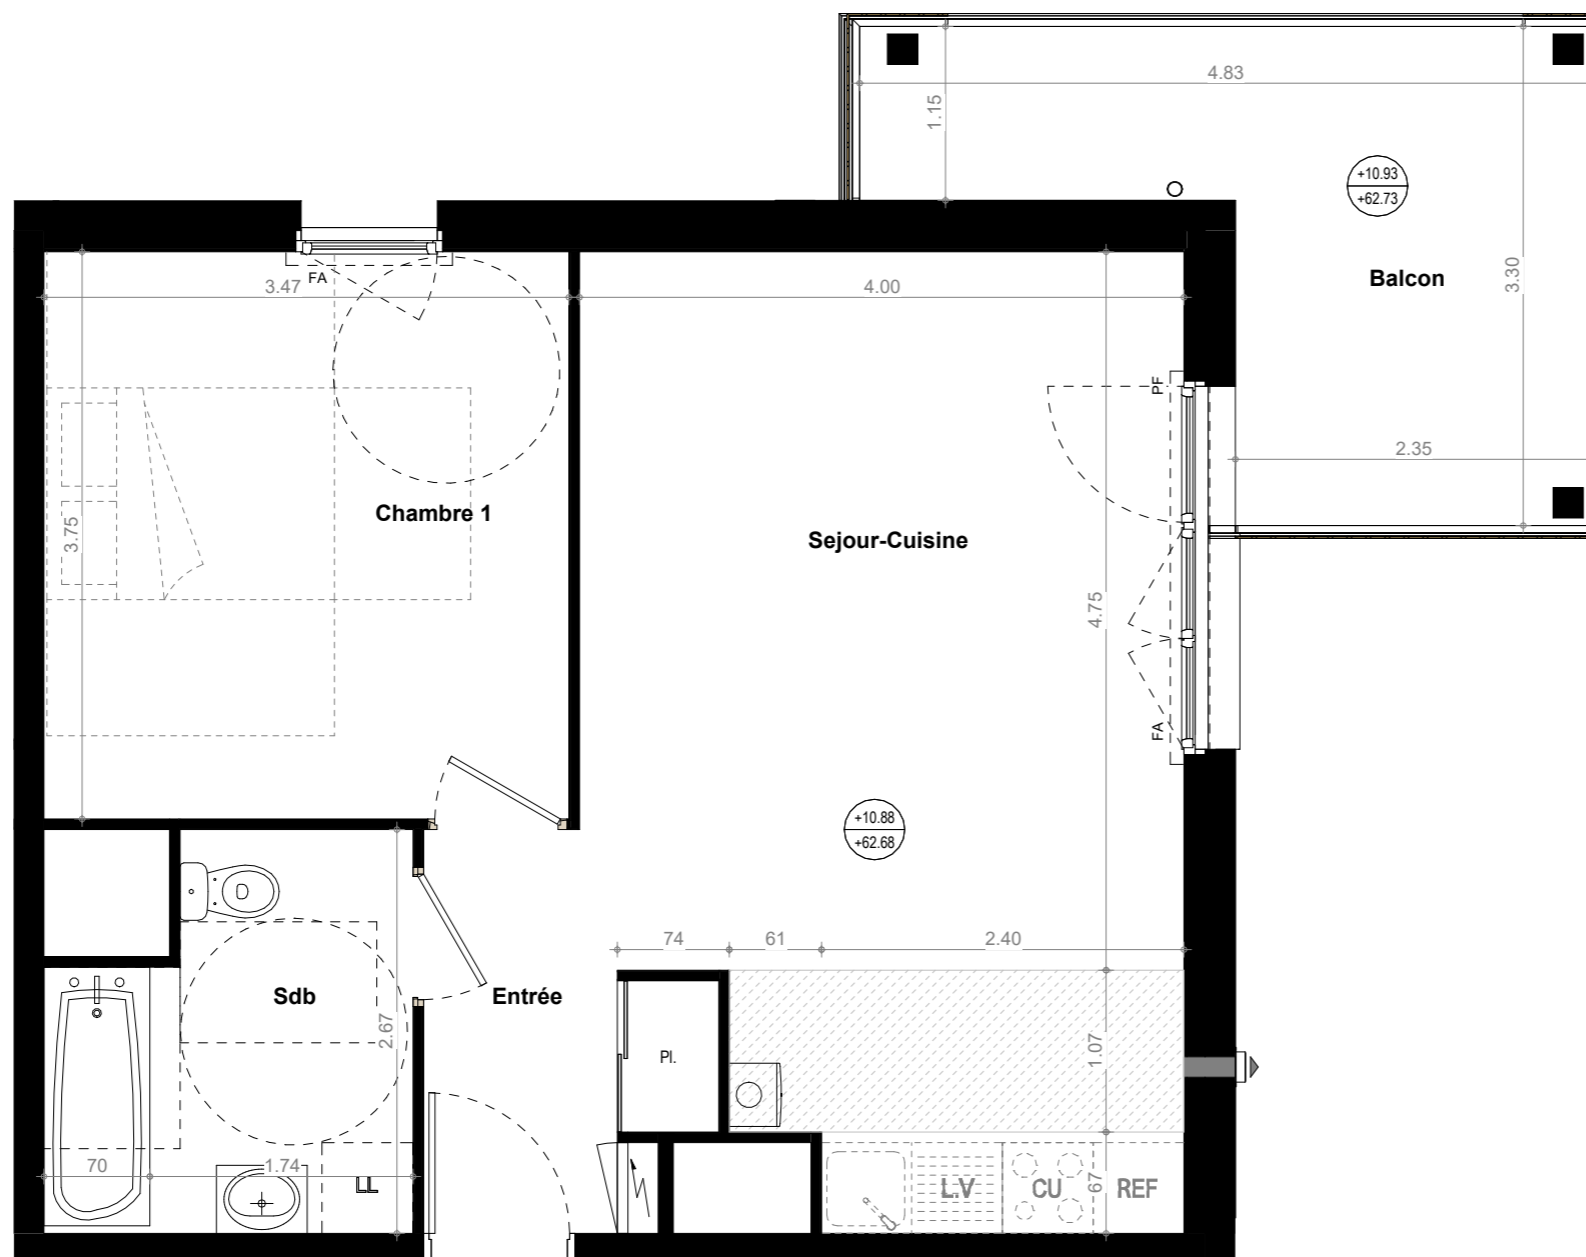 4.83
1.15
+10.93
+62.73
Balcon
3.30
FA
3.47
4.00
PF
2.35
3.75
Chambre 1
Sejour-Cuisine
4.75
FA
+10.88
+62.68
74
61
2.40
Sdb
Entrée
2.67
Pl.
1.07
70
1.74
LL
L.V
CU
67
REF